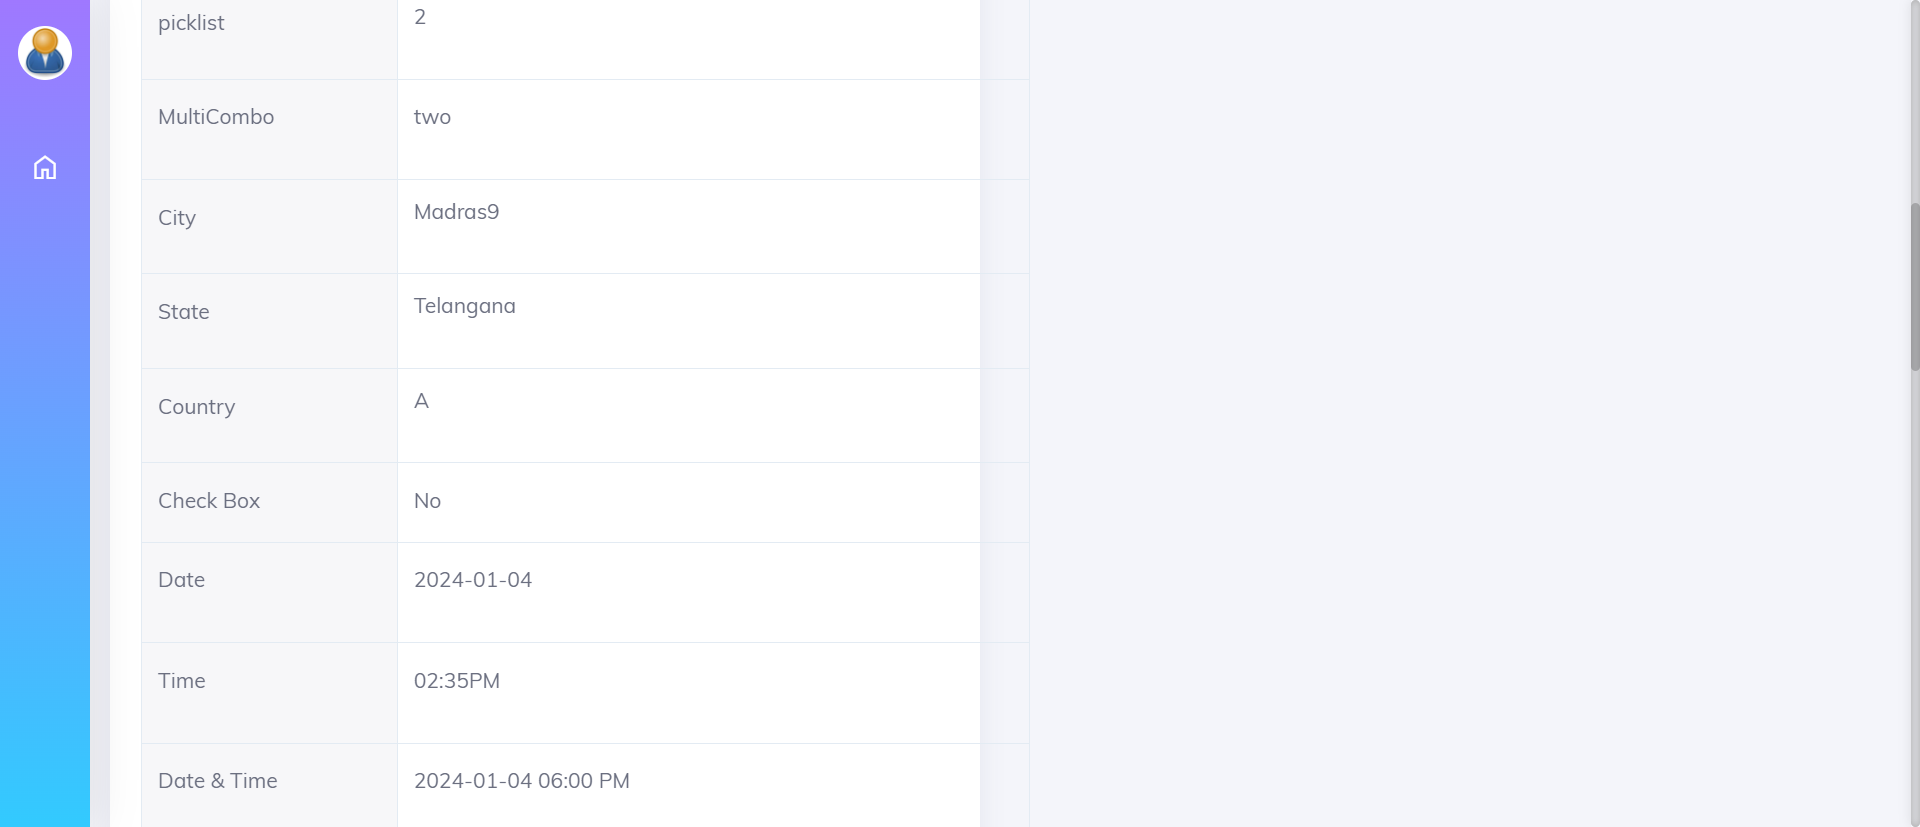 picklist 2
MultiCombo two
City Madras9
State Telangana
Country A
Check Box No
Date 2024-01-04
Time 02:35PM
Date & Time 2024-01-04 06:00 PM